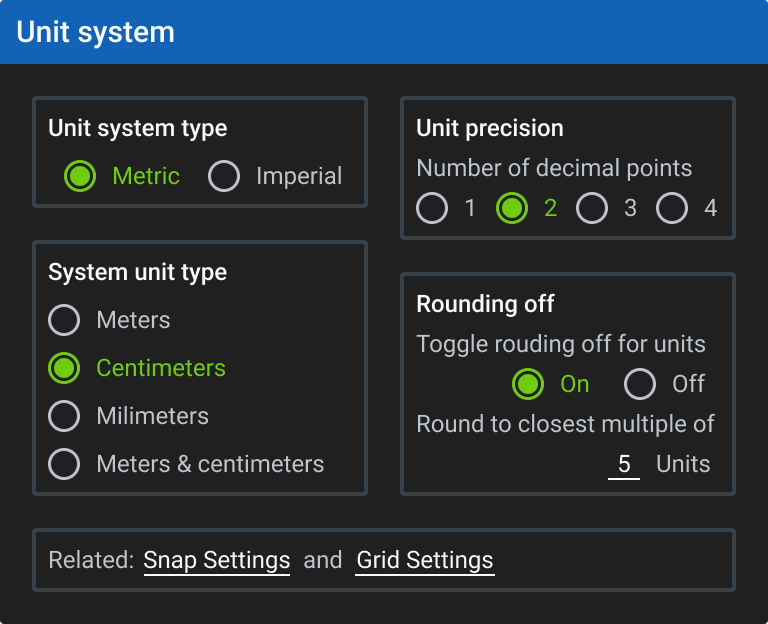 Unit system
Unit system type
Metric
Imperial
System unit type
Meters
Centimeters
Milimeters
Meters & centimeters
Unit precision
Number of decimal points
1 2 3 4
Rounding off
Toggle rouding off for units
On Off
Round to closest multiple of
5 Units
Related: Snap Settings and Grid Settings